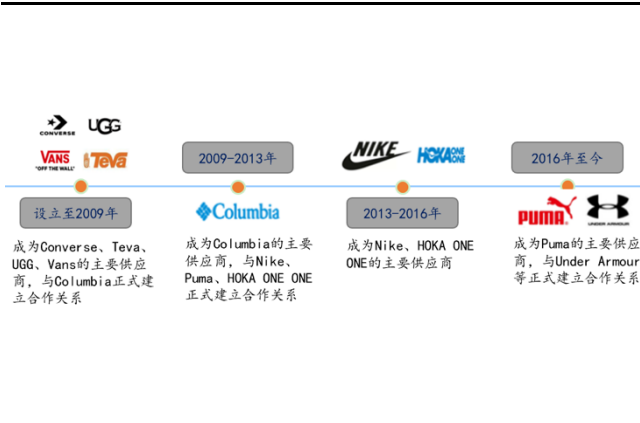 CONVERSE
UGG
VANS
"OFF THE WALL"
Teva
设立至2009年
成为Converse、Teva、
UGG、Vans的主要供应
商，与Columbia正式建
立合作关系
2009-2013年
Columbia
成为Columbia的主要
供应商，与Nike、
Puma、HOKA ONE ONE
正式建立合作关系
NIKE
HOKA ONE ONE
2013-2016年
成为Nike、HOKA ONE
ONE的主要供应商
2016年至今
PUMA
UNDER ARMOUR
成为Puma的主要供应
商，与Under Armour
等正式建立合作关系